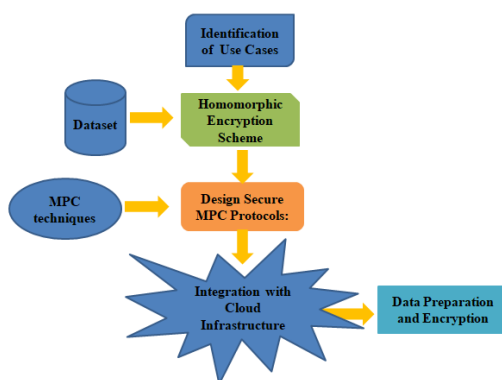 Identification
of Use Cases
Dataset
Homomorphic
Encryption
Scheme
MPC
techniques
Design Secure
MPC Protocols:
Integration with
Cloud
Infrastructure
Data Preparation
and Encryption